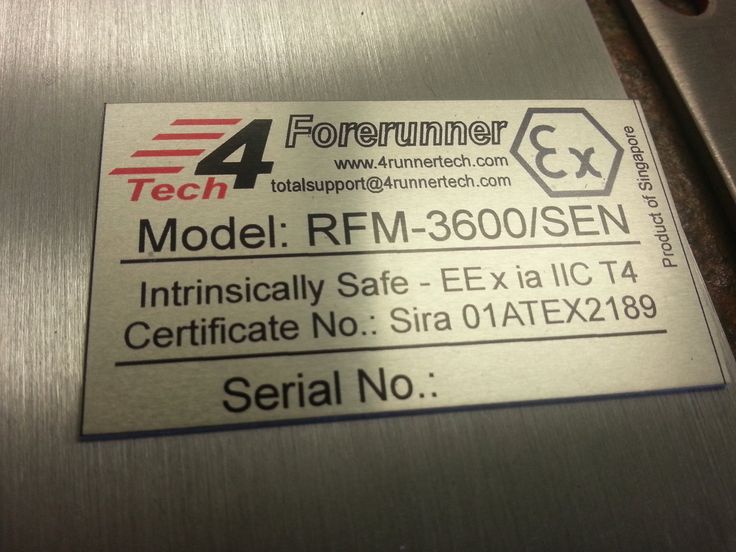 4 Forerunner
Tech
www.4runnertech.com
totalsupport@4runnertech.com
Ex
Product of Singapore
Model: RFM-3600/SEN
Intrinsically Safe - EEx ia IIC T4
Certificate No.: Sira 01ATEX2189
Serial No.: